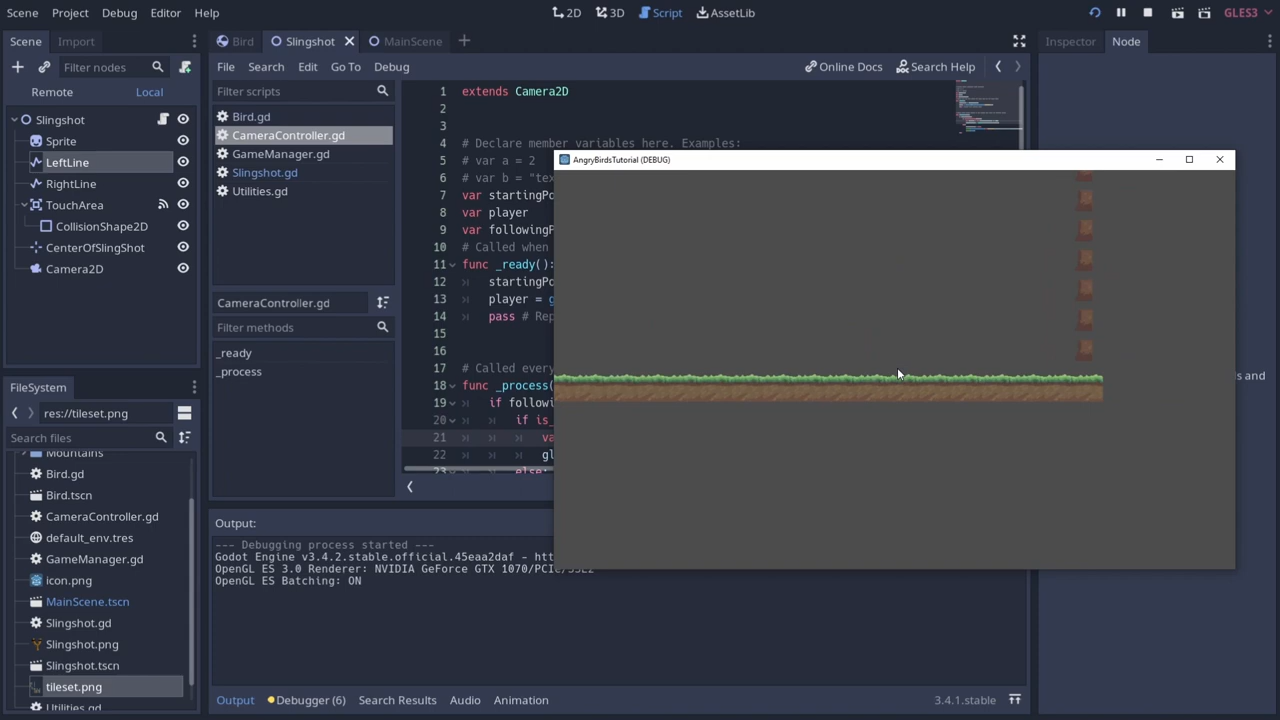 Scene Project Debug Editor Help
2D 3D Script AssetLib
GLES3
Scene Import
Filter nodes
Remote Local
Slingshot
Sprite
LeftLine
RightLine
TouchArea
CollisionShape2D
CenterOfSlingShot
Camera2D
FileSystem
res://tileset.png
Search files
Mountains
Bird.gd
Bird.tscn
CameraController.gd
default_env.tres
GameManager.gd
icon.png
MainScene.tscn
Slingshot.gd
Slingshot.png
Slingshot.tscn
tileset.png
Utilities.gd
Bird Slingshot MainScene
File Search Edit Go To Debug
Online Docs Search Help
Filter scripts
Bird.gd
CameraController.gd
GameManager.gd
Slingshot.gd
Utilities.gd
CameraController.gd
Filter methods
_ready
_process
1 extends Camera2D
2
3
4 # Declare member variables here. Examples:
5 # var a = 2
6 # var b = "tex
7 var startingPo
8 var player
9 var followingP
10 # Called when
11 func _ready():
12 startingPo
13 player = g
14 pass # Rep
15
16
17 # Called every
18 func _process(
19 if followi
20 if is_
21 va
22 gl
23 else:
AngryBirdsTutorial (DEBUG)
Output:
--- Debugging process started ---
Godot Engine v3.4.2.stable.official.45eaa2daf - htt
OpenGL ES 3.0 Renderer: NVIDIA GeForce GTX 1070/PCIe/SSE2
OpenGL ES Batching: ON
Output Debugger (6) Search Results Audio Animation
3.4.1.stable
Inspector Node
s and